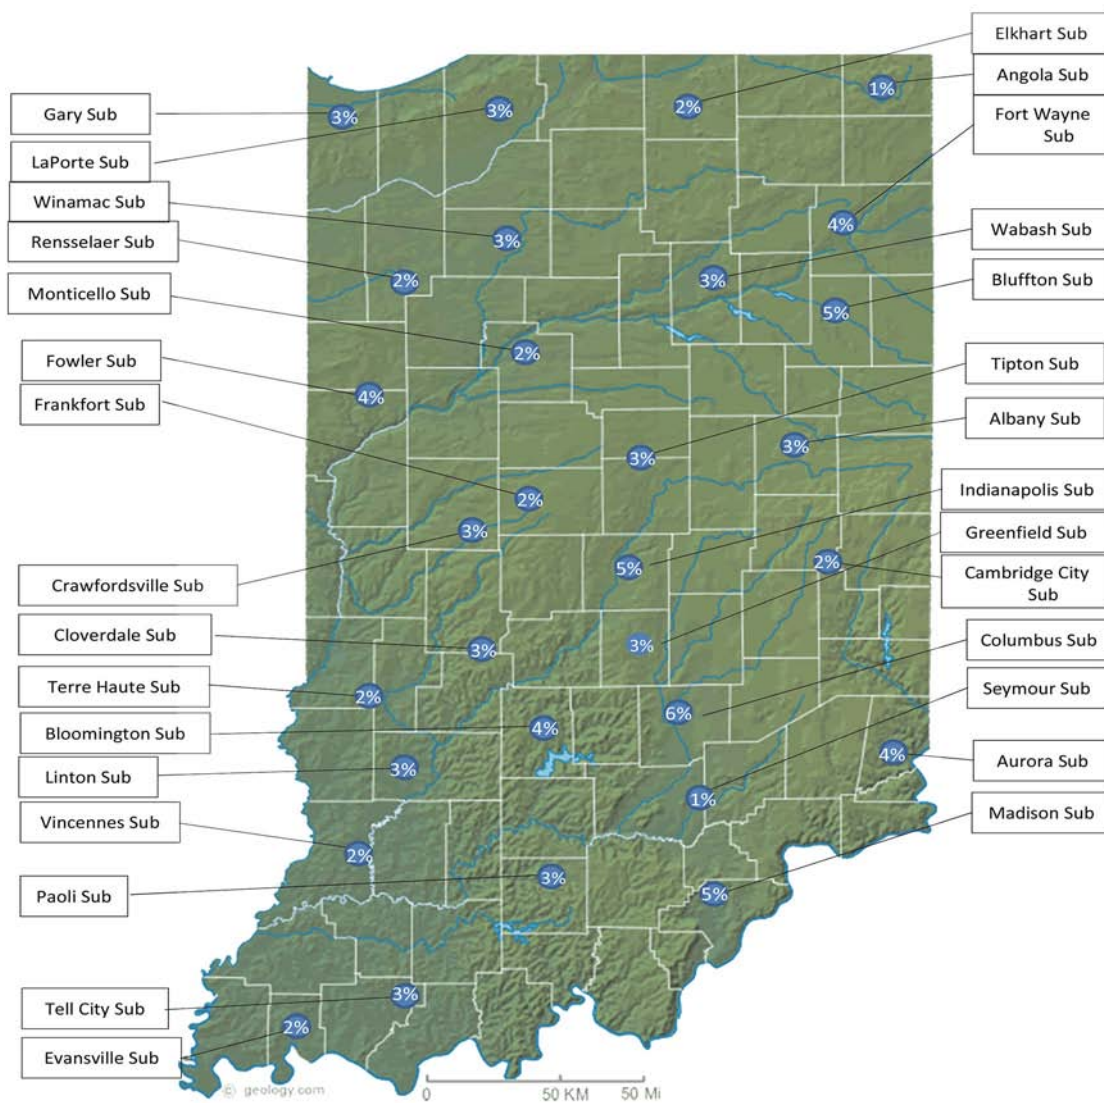 Elkhart Sub
Angola Sub
Fort Wayne
Sub
Gary Sub
LaPorte Sub
Winamac Sub
Rensselaer Sub
Monticello Sub
Fowler Sub
Frankfort Sub
Wabash Sub
Bluffton Sub
Tipton Sub
Albany Sub
Indianapolis Sub
Greenfield Sub
Cambridge City
Sub
Columbus Sub
Seymour Sub
Aurora Sub
Madison Sub
Crawfordsville Sub
Cloverdale Sub
Terre Haute Sub
Bloomington Sub
Linton Sub
Vincennes Sub
Paoli Sub
Tell City Sub
Evansville Sub
1%
2%
3%
3%
4%
3%
3%
2%
5%
2%
4%
3%
3%
2%
3%
5%
2%
3%
3%
2%
6%
4%
4%
3%
1%
2%
3%
5%
3%
2%
© geology.com
0 50 KM 50 Mi